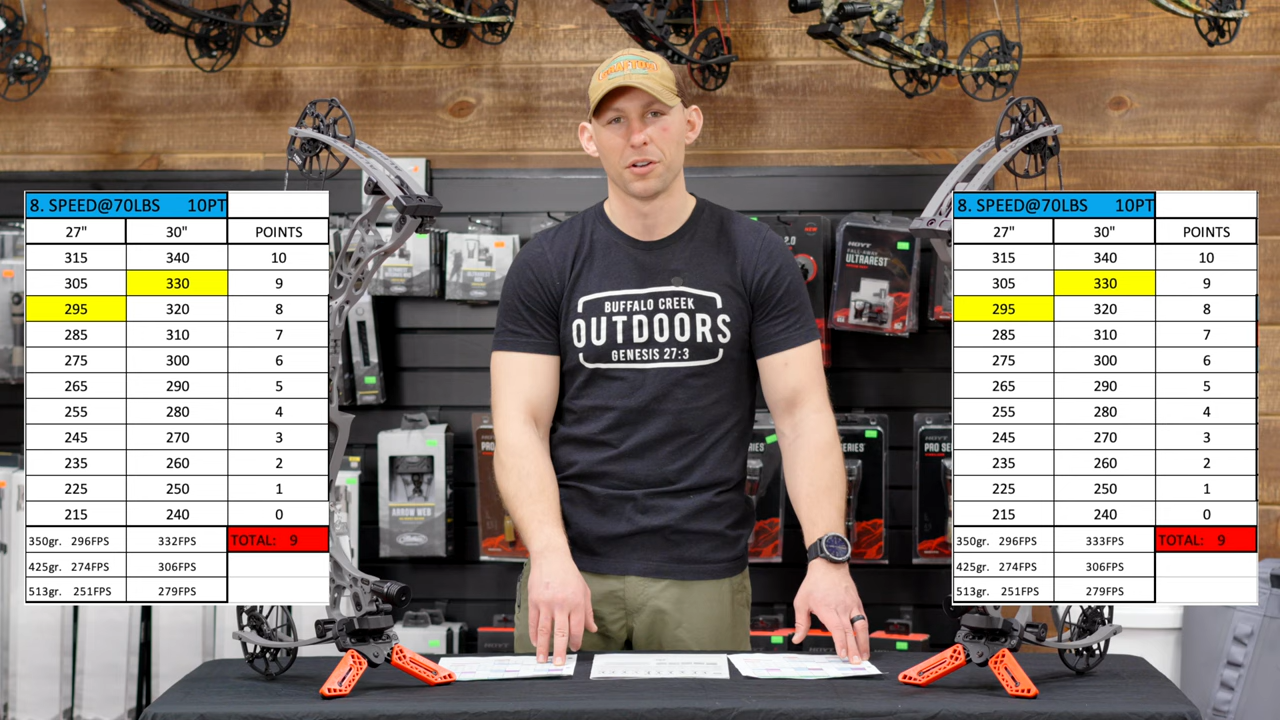 8. SPEED@70LBS 10PT
27" 30" POINTS
315 340 10
305 330 9
295 320 8
285 310 7
275 300 6
265 290 5
255 280 4
245 270 3
235 260 2
225 250 1
215 240 0
350gr. 296FPS 332FPS TOTAL: 9
425gr. 274FPS 306FPS
513gr. 251FPS 279FPS
BUFFALO CREEK
OUTDOORS
GENESIS 27:3
8. SPEED@70LBS 10PT
27" 30" POINTS
315 340 10
305 330 9
295 320 8
285 310 7
275 300 6
265 290 5
255 280 4
245 270 3
235 260 2
225 250 1
215 240 0
350gr. 296FPS 333FPS TOTAL: 9
425gr. 274FPS 306FPS
513gr. 251FPS 279FPS
HOYT
ULTRAREST
ARROW WEB
HOYT
PRO SERIES